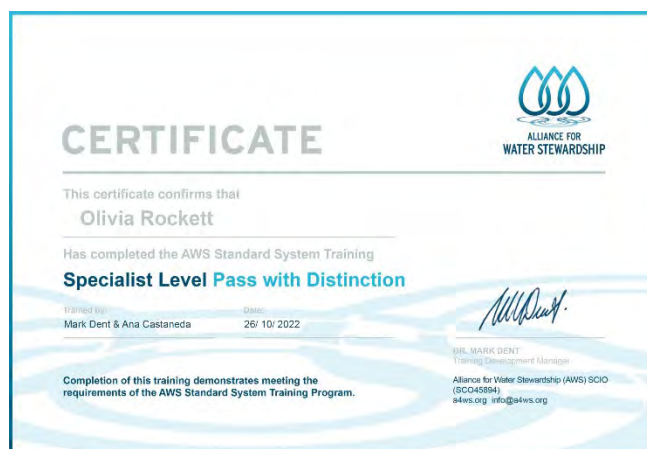 CERTIFICATE
ALLIANCE FOR
WATER STEWARDSHIP
This certificate confirms that
Olivia Rockett
Has completed the AWS Standard System Training
Specialist Level Pass with Distinction
Trained by:
Date:
Mark Dent & Ana Castaneda
26/ 10/ 2022
DR. MARK DENT
Training Development Manager
Completion of this training demonstrates meeting the
requirements of the AWS Standard System Training Program.
Alliance for Water Stewardship (AWS) SCIO
(SCO45894)
a4ws.org info@a4ws.org